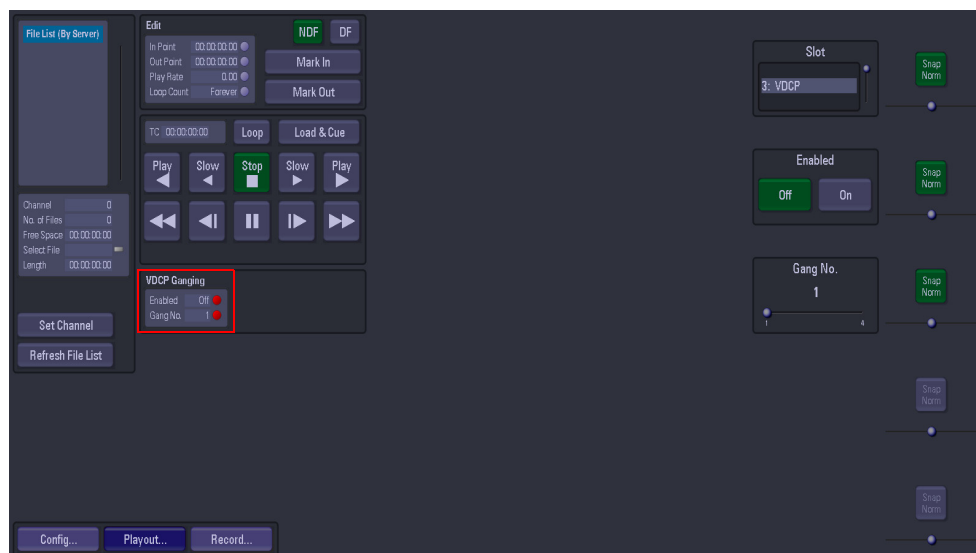 File List (By Server)
Channel 0
No. of Files 0
Free Space 00:00:00:00
Select File
Length 00:00:00:00
Set Channel
Refresh File List
Edit
NDF DF
In Point 00:00:00:00
Out Point 00:00:00:00
Play Rate 0.00
Loop Count Forever
Mark In
Mark Out
TC 00:00:00:00 Loop Load & Cue
Play Slow Stop Slow Play
VDCP Ganging
Enabled Off
Gang No. 1
Slot
3: VDCP
Enabled
Off On
Gang No.
1
1 4
Snap
Norm
Snap
Norm
Snap
Norm
Snap
Norm
Snap
Norm
Config... Playout... Record...